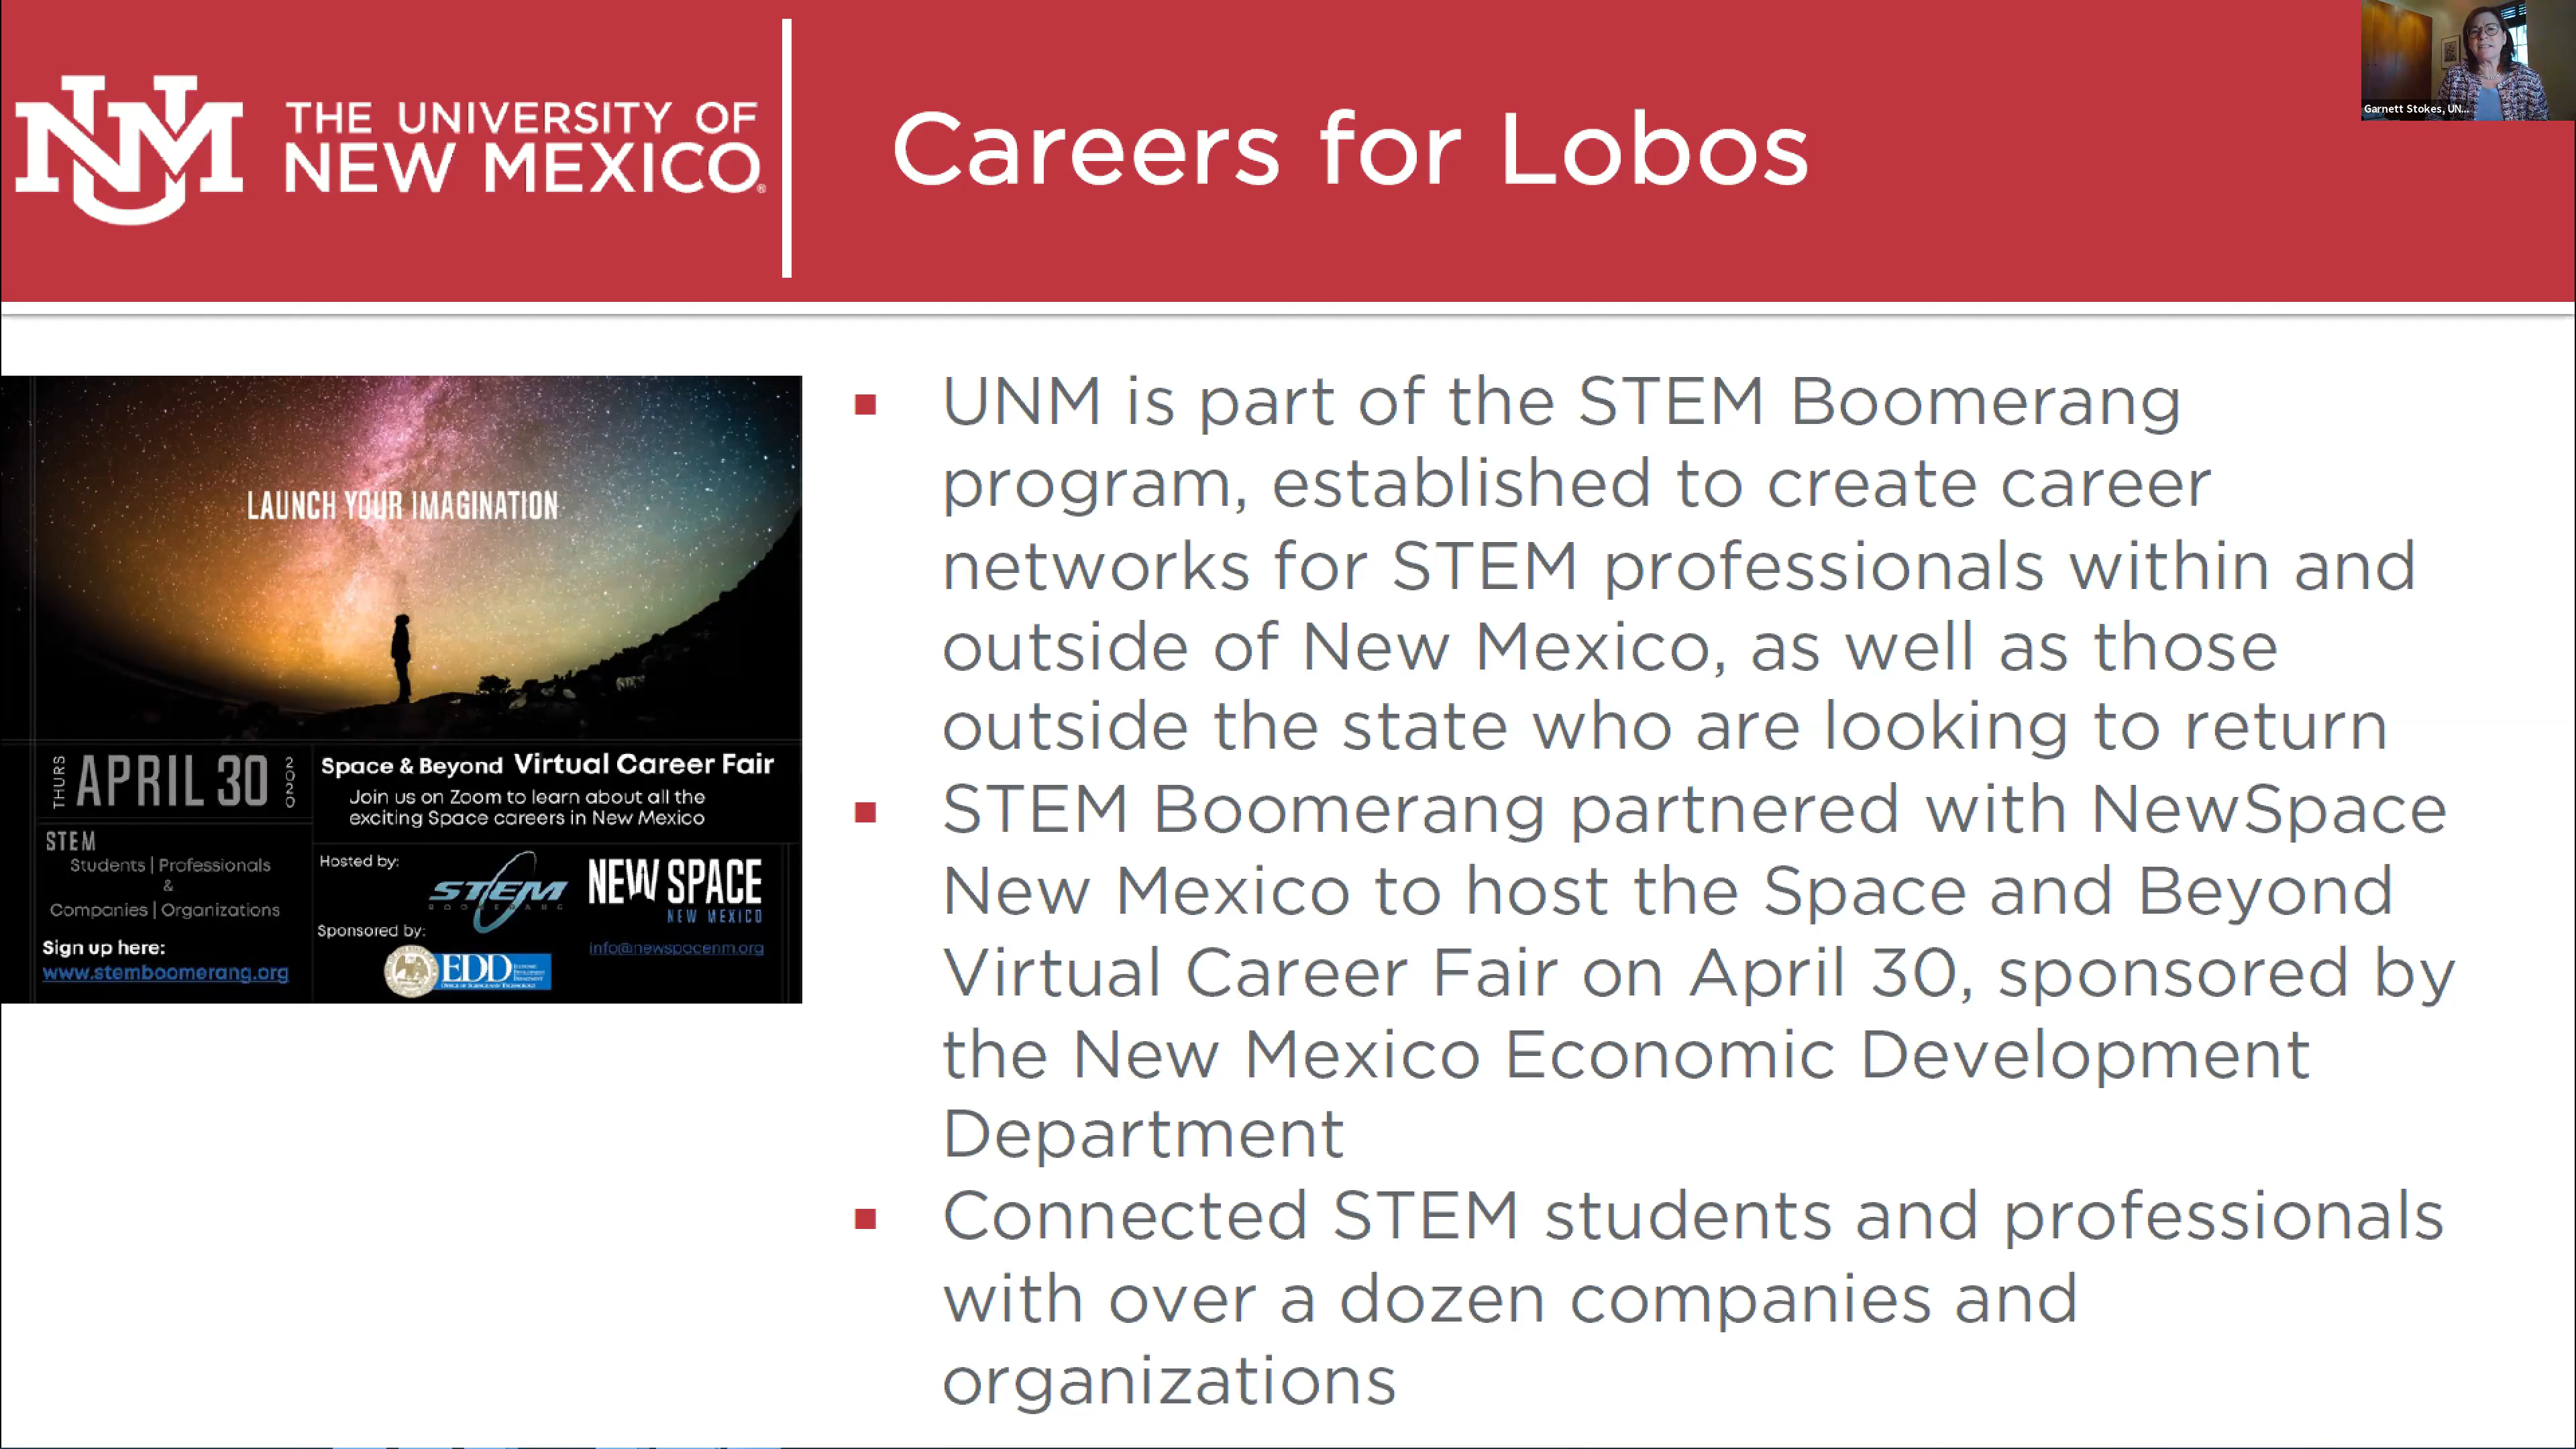 UNM
THE UNIVERSITY OF
NEW MEXICO®
Careers for Lobos
Garnett Stokes, UN...
LAUNCH YOUR IMAGINATION
THURS APRIL 30 2020
STEM
Students | Professionals
&
Companies | Organizations
Sign up here:
www.stemboomerang.org
Space & Beyond Virtual Career Fair
Join us on Zoom to learn about all the
exciting Space careers in New Mexico
Hosted by:
STEM
BOOMERANG
NEW SPACE
NEW MEXICO
info@newspacenm.org
Sponsored by:
EDD
▪ UNM is part of the STEM Boomerang
program, established to create career
networks for STEM professionals within and
outside of New Mexico, as well as those
outside the state who are looking to return
▪ STEM Boomerang partnered with NewSpace
New Mexico to host the Space and Beyond
Virtual Career Fair on April 30, sponsored by
the New Mexico Economic Development
Department
▪ Connected STEM students and professionals
with over a dozen companies and
organizations